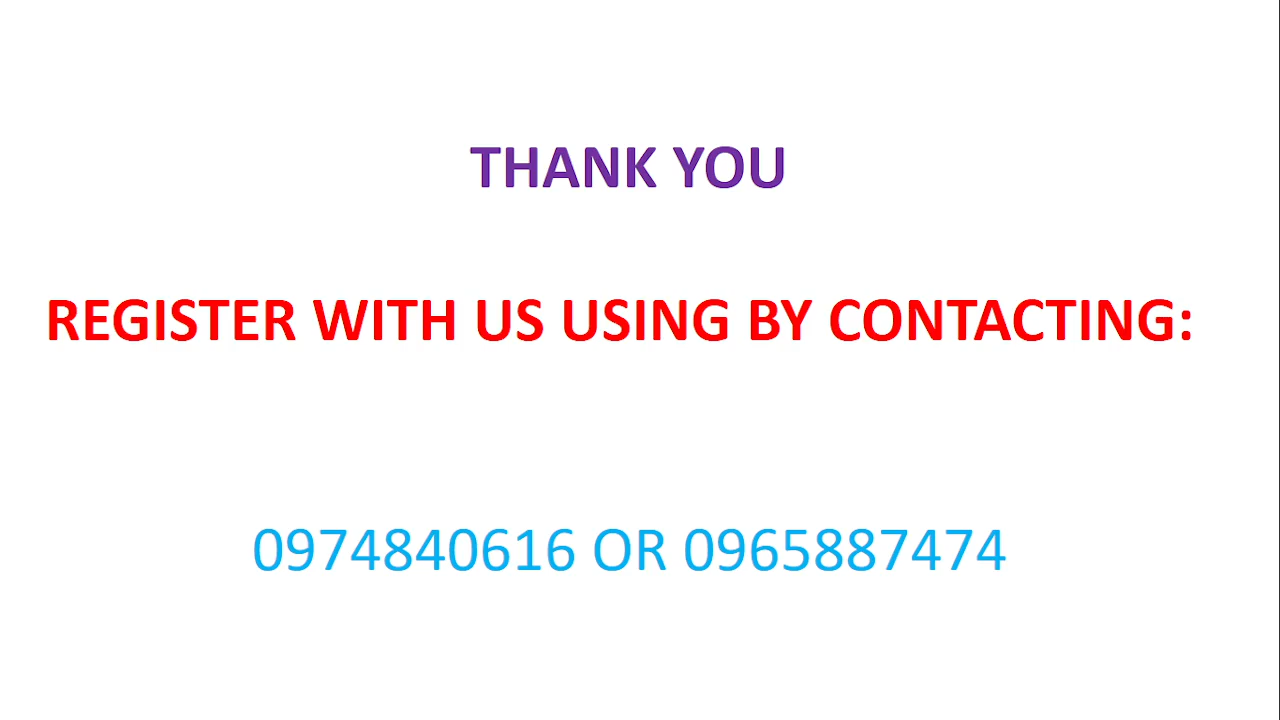 THANK YOU
REGISTER WITH US USING BY CONTACTING:
0974840616 OR 0965887474